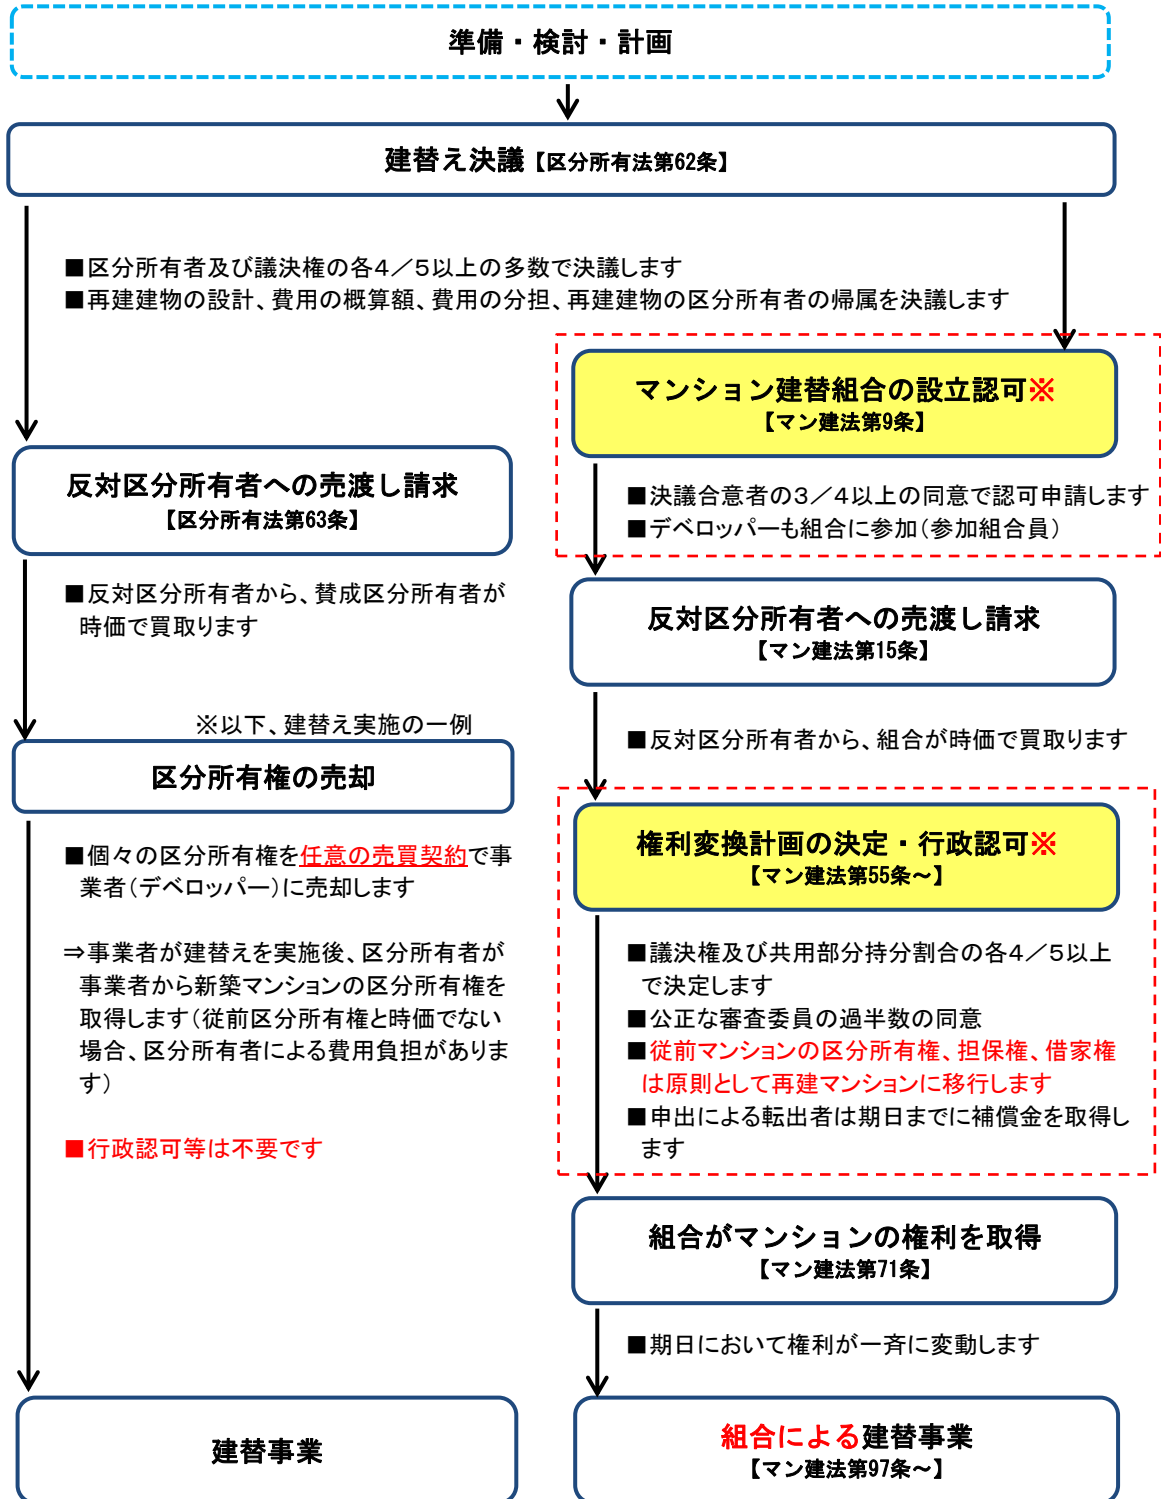 準備・検討・計画
建替え決議【区分所有法第62条】
■区分所有者及び議決権の各4／5以上の多数で決議します
■再建建物の設計、費用の概算額、費用の分担、再建建物の区分所有者の帰属を決議します
反対区分所有者への売渡し請求
【区分所有法第63条】
■反対区分所有者から、賛成区分所有者が
時価で買取ります
※以下、建替え実施の一例
区分所有権の売却
■個々の区分所有権を任意の売買契約で事
業者（デベロッパー）に売却します
⇒事業者が建替えを実施後、区分所有者が
事業者から新築マンションの区分所有権を
取得します（従前区分所有権と時価でない
場合、区分所有者による費用負担がありま
す）
■行政認可等は不要です
建替事業
マンション建替組合の設立認可※
【マン建法第9条】
■決議合意者の3／4以上の同意で認可申請します
■デベロッパーも組合に参加（参加組合員）
反対区分所有者への売渡し請求
【マン建法第15条】
■反対区分所有者から、組合が時価で買取ります
権利変換計画の決定・行政認可※
【マン建法第55条～】
■議決権及び共用部分持分割合の各4／5以上
で決定します
■公正な審査委員の過半数の同意
■従前マンションの区分所有権、担保権、借家権
は原則として再建マンションに移行します
■申出による転出者は期日までに補償金を取得し
ます
組合がマンションの権利を取得
【マン建法第71条】
■期日において権利が一斉に変動します
組合による建替事業
【マン建法第97条～】